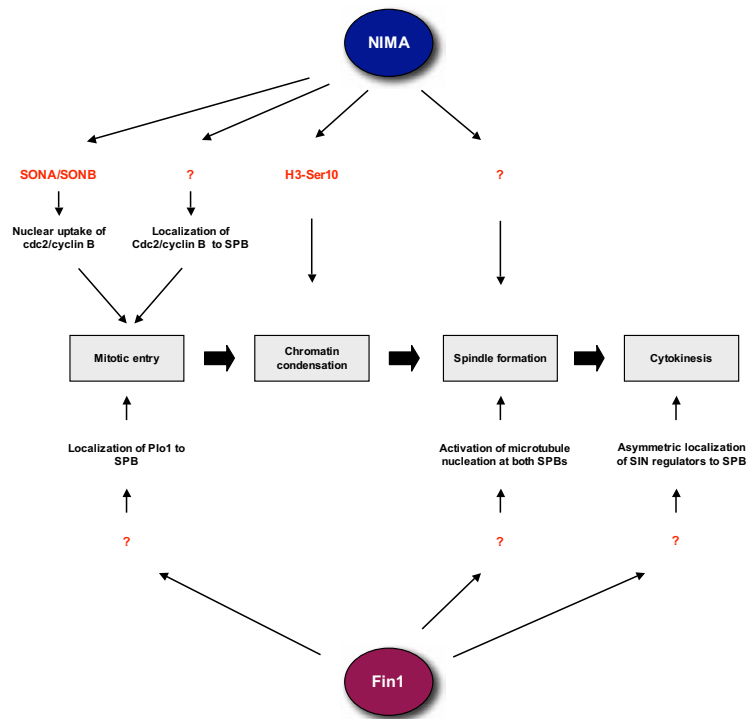 NIMA
SONA/SONB
?
H3-Ser10
?
Nuclear uptake of
cdc2/cyclin B
Localization of
Cdc2/cyclin B to SPB
Mitotic entry
Chromatin
condensation
Spindle formation
Cytokinesis
Localization of Plo1 to
SPB
Activation of microtubule
nucleation at both SPBs
Asymmetric localization
of SIN regulators to SPB
?
?
?
Fin1